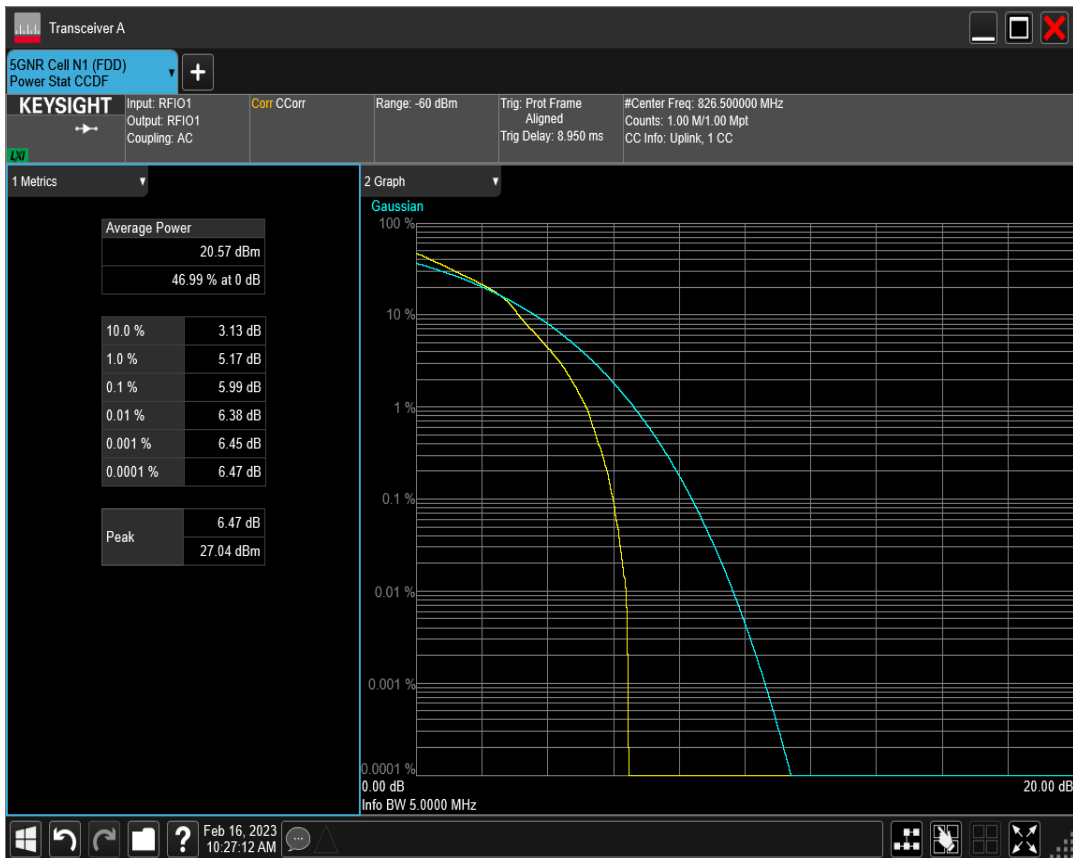 Transceiver A
5GNR Cell N1 (FDD)
Power Stat CCDF
KEYSIGHT
LXI
Input: RFIO1
Output: RFIO1
Coupling: AC
Corr CCorr
Range: -60 dBm
Trig: Prot Frame
Aligned
Trig Delay: 8.950 ms
#Center Freq: 826.500000 MHz
Counts: 1.00 M/1.00 Mpt
CC Info: Uplink, 1 CC
1 Metrics
Average Power
20.57 dBm
46.99 % at 0 dB
10.0 % 3.13 dB
1.0 % 5.17 dB
0.1 % 5.99 dB
0.01 % 6.38 dB
0.001 % 6.45 dB
0.0001 % 6.47 dB
Peak
6.47 dB
27.04 dBm
2 Graph
Gaussian
100 %
10 %
1 %
0.1 %
0.01 %
0.001 %
0.0001 %
0.00 dB 20.00 dB
Info BW 5.0000 MHz
?
Feb 16, 2023
10:27:12 AM